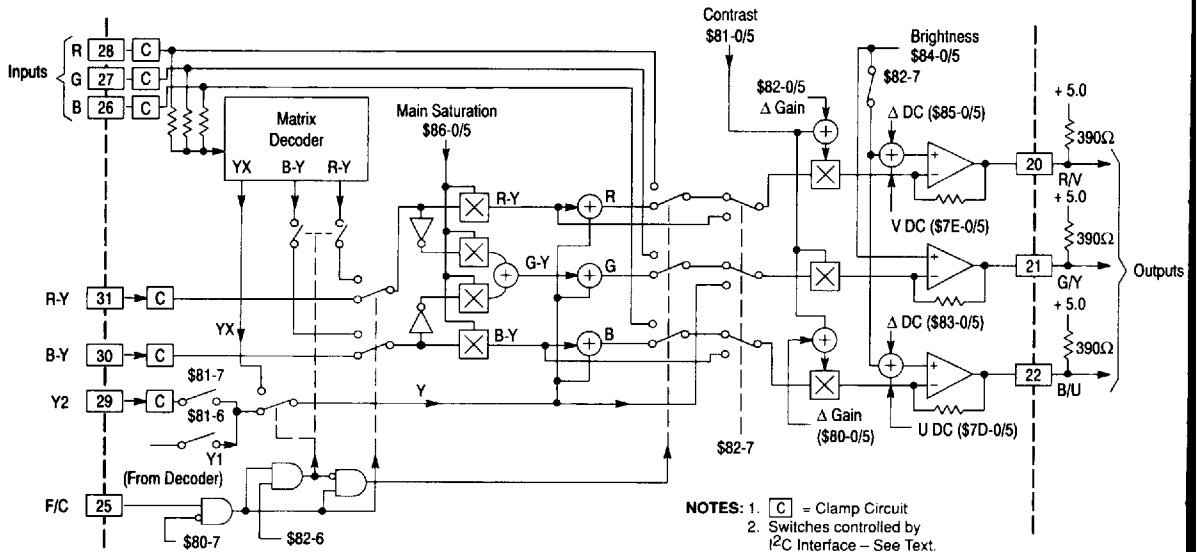 Contrast
$81-0/5
Brightness
$84-0/5
$82-7
Inputs
R 28 C
G 27 C
B 26 C
Matrix
Decoder
YX B-Y R-Y
Main Saturation
$86-0/5
$82-0/5
Δ Gain
Δ DC ($85-0/5)
+ 5.0
390Ω
20
R/V
V DC ($7E-0/5)
R-Y
R
G-Y
G
B-Y
B
+ 5.0
390Ω
21
G/Y
Outputs
R-Y 31 C
B-Y 30 C
Y2 29 C
YX
$81-7
$81-6
Y1
(From Decoder)
Y
Δ DC ($83-0/5)
+ 5.0
390Ω
22
B/U
U DC ($7D-0/5)
Δ Gain
($80-0/5)
$82-7
F/C 25
$80-7
$82-6
NOTES: 1. C = Clamp Circuit
2. Switches controlled by
I²C Interface – See Text.